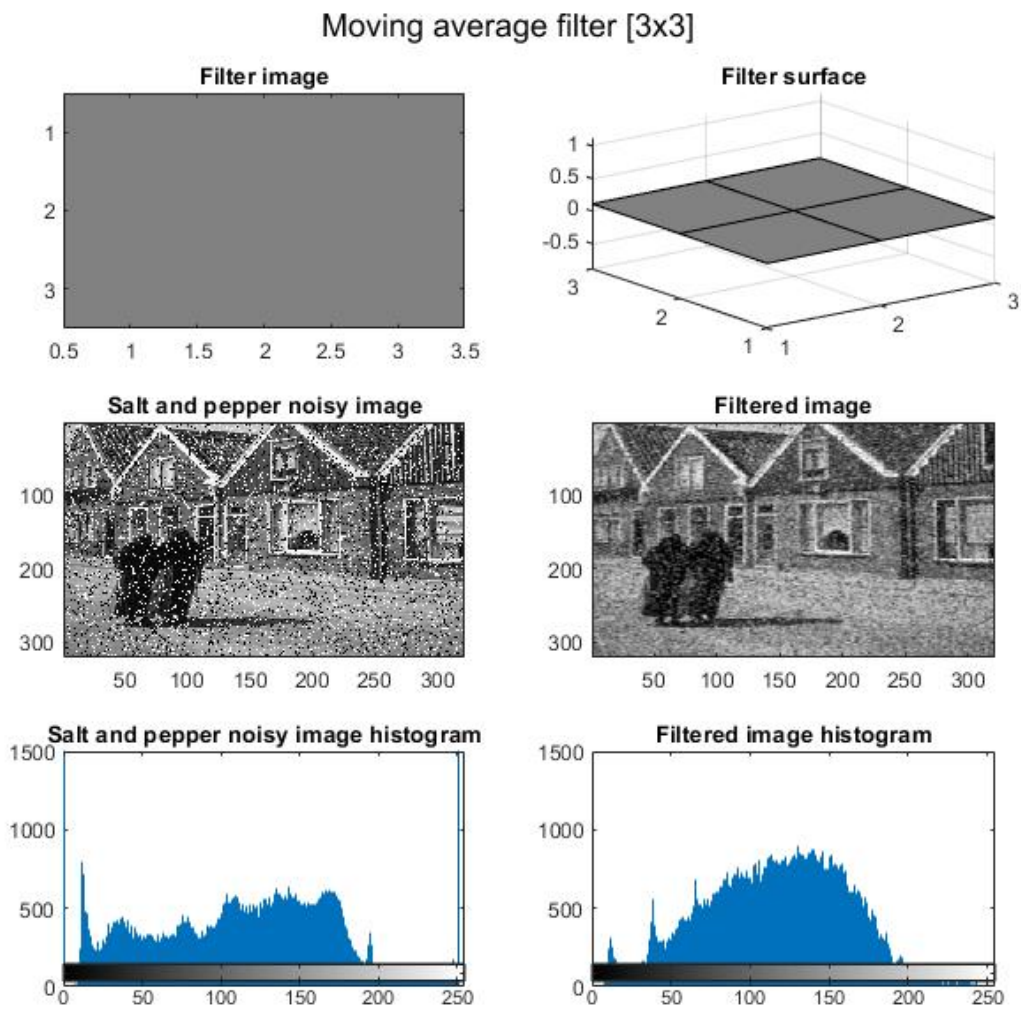 Moving average filter [3x3]
Filter image
1
2
3
0.5 1 1.5 2 2.5 3 3.5
Filter surface
1
0.5
0
-0.5
3
2
1
1
2
3
Salt and pepper noisy image
100
200
300
50 100 150 200 250 300
Filtered image
100
200
300
50 100 150 200 250 300
Salt and pepper noisy image histogram
1500
1000
500
0
0 50 100 150 200 250
Filtered image histogram
1500
1000
500
0
0 50 100 150 200 250